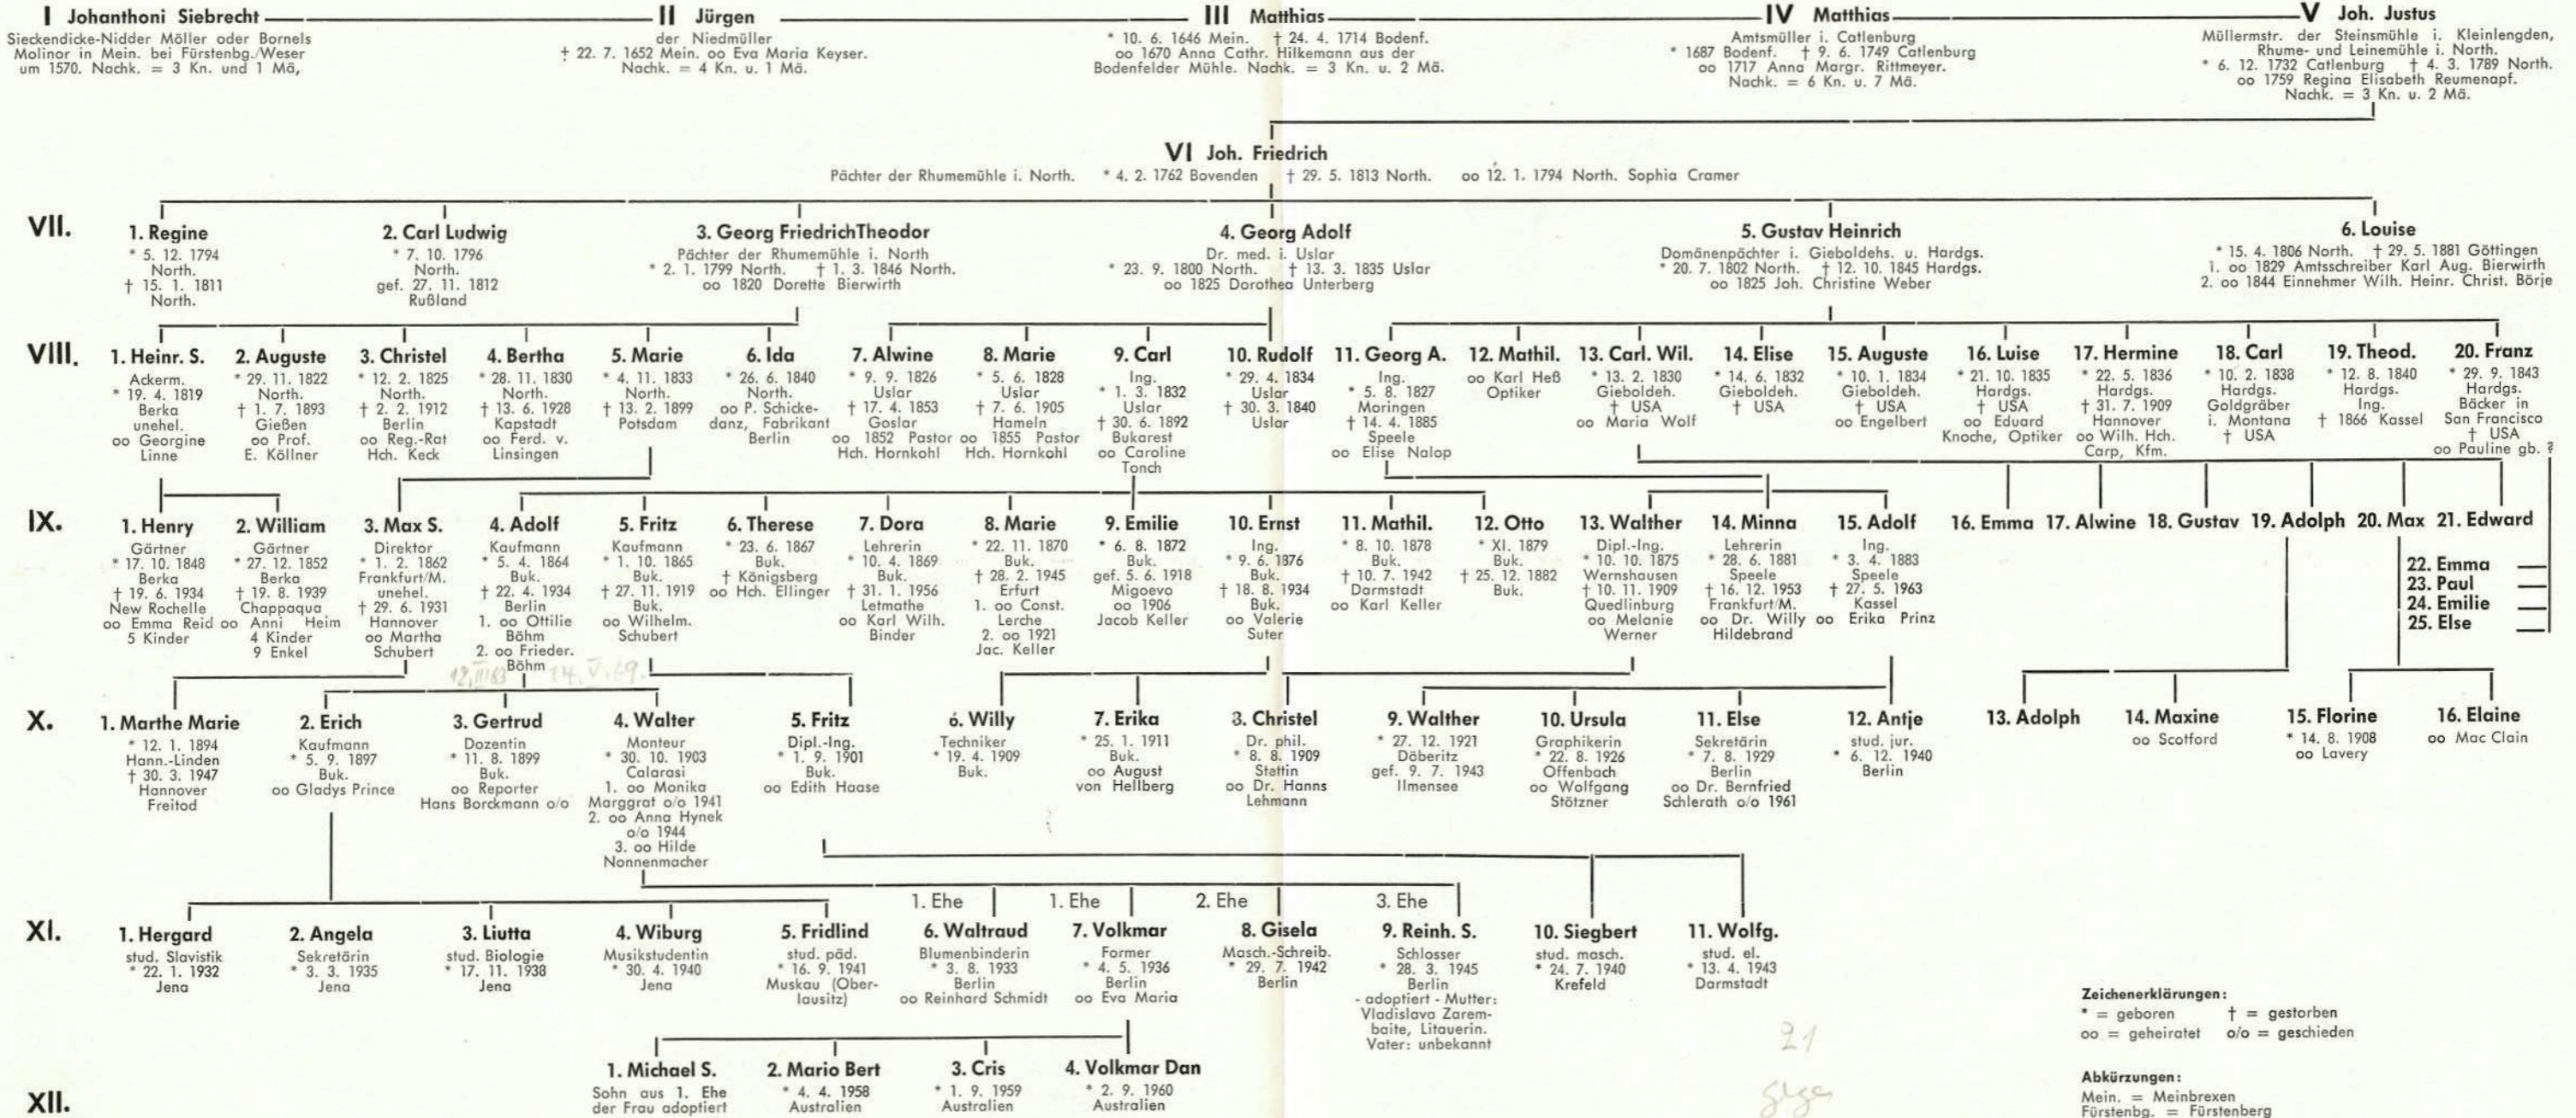 I Johanthoni Siebrecht
Sieckendicke-Nidder Möller oder Bornels
Molinor in Mein. bei Fürstenbg./Weser
um 1570. Nachk. = 3 Kn. und 1 Mä,
II Jürgen
der Niedmüller
† 22. 7. 1652 Mein. oo Eva Maria Keyser.
Nachk. = 4 Kn. u. 1 Mä.
III Matthias
* 10. 6. 1646 Mein. † 24. 4. 1714 Bodenf.
oo 1670 Anna Cathr. Hilkemann aus der
Bodenfelder Mühle. Nachk. = 3 Kn. u. 2 Mä.
IV Matthias
Amtsmüller i. Catlenburg
* 1687 Bodenf. † 9. 6. 1749 Catlenburg
oo 1717 Anna Margr. Rittmeyer.
Nachk. = 6 Kn. u. 7 Mä.
V Joh. Justus
Müllermstr. der Steinsmühle i. Kleinlengden,
Rhume- und Leinemühle i. North.
* 6. 12. 1732 Catlenburg † 4. 3. 1789 North.
oo 1759 Regina Elisabeth Reumenapf.
Nachk. = 3 Kn. u. 2 Mä.
VI Joh. Friedrich
Pächter der Rhumemühle i. North. * 4. 2. 1762 Bovenden † 29. 5. 1813 North. oo 12. 1. 1794 North. Sophia Cramer
VII.
1. Regine
* 5. 12. 1794
North.
† 15. 1. 1811
North.
2. Carl Ludwig
* 7. 10. 1796
North.
gef. 27. 11. 1812
Rußland
3. Georg FriedrichTheodor
Pächter der Rhumemühle i. North
* 2. 1. 1799 North. † 1. 3. 1846 North.
oo 1820 Dorette Bierwirth
4. Georg Adolf
Dr. med. i. Uslar
* 23. 9. 1800 North. † 13. 3. 1835 Uslar
oo 1825 Dorothea Unterberg
5. Gustav Heinrich
Domänenpächter i. Gieboldehs. u. Hardgs.
* 20. 7. 1802 North. † 12. 10. 1845 Hardgs.
oo 1825 Joh. Christine Weber
6. Louise
* 15. 4. 1806 North. † 29. 5. 1881 Göttingen
1. oo 1829 Amtsschreiber Karl Aug. Bierwirth
2. oo 1844 Einnehmer Wilh. Heinr. Christ. Börje
VIII.
1. Heinr. S.
Ackerm.
* 19. 4. 1819
Berka
unehel.
oo Georgine
Linne
2. Auguste
* 29. 11. 1822
North.
† 1. 7. 1893
Gießen
oo Prof.
E. Köllner
3. Christel
* 12. 2. 1825
North.
† 2. 2. 1912
Berlin
oo Reg.-Rat
Hch. Keck
4. Bertha
* 28. 11. 1830
North.
† 13. 6. 1928
Kapstadt
oo Ferd. v.
Linsingen
5. Marie
* 4. 11. 1833
North.
† 13. 2. 1899
Potsdam
6. Ida
* 26. 6. 1840
North.
oo P. Schicke-
danz, Fabrikant
Berlin
7. Alwine
* 9. 9. 1826
Uslar
† 17. 4. 1853
Goslar
oo 1852 Pastor
Hch. Hornkohl
8. Marie
* 5. 6. 1828
Uslar
† 7. 6. 1905
Hameln
oo 1855 Pastor
Hch. Hornkohl
9. Carl
Ing.
* 1. 3. 1832
Uslar
† 30. 6. 1892
Bukarest
oo Caroline
Tonch
10. Rudolf
* 29. 4. 1834
Uslar
† 30. 3. 1840
Uslar
11. Georg A.
Ing.
* 5. 8. 1827
Moringen
† 14. 4. 1885
Speele
oo Elise Nalop
12. Mathil.
oo Karl Heß
Optiker
13. Carl. Wil.
* 13. 2. 1830
Gieboldeh.
† USA
oo Maria Wolf
14. Elise
* 14. 6. 1832
Gieboldeh.
† USA
15. Auguste
* 10. 1. 1834
Gieboldeh.
† USA
oo Engelbert
16. Luise
* 21. 10. 1835
Hardgs.
† USA
oo Eduard
Knoche, Optiker
17. Hermine
* 22. 5. 1836
Hardgs.
† 31. 7. 1909
Hannover
oo Wilh. Hch.
Carp, Kfm.
18. Carl
* 10. 2. 1838
Hardgs.
Goldgräber
i. Montana
† USA
19. Theod.
* 12. 8. 1840
Hardgs.
Ing.
† 1866 Kassel
20. Franz
* 29. 9. 1843
Hardgs.
Bäcker in
San Francisco
† USA
oo Pauline gb. ?
IX.
1. Henry
Gärtner
* 17. 10. 1848
Berka
† 19. 6. 1934
New Rochelle
oo Emma Reid
5 Kinder
2. William
Gärtner
* 27. 12. 1852
Berka
† 19. 8. 1939
Chappaqua
oo Anni Heim
4 Kinder
9 Enkel
3. Max S.
Direktor
* 1. 2. 1862
Frankfurt/M.
unehel.
† 29. 6. 1931
Hannover
oo Martha
Schubert
4. Adolf
Kaufmann
* 5. 4. 1864
Buk.
† 22. 4. 1934
Berlin
1. oo Ottilie
Böhm
2. oo Frieder.
Böhm
5. Fritz
Kaufmann
* 1. 10. 1865
Buk.
† 27. 11. 1919
Buk.
oo Wilhelm.
Schubert
6. Therese
* 23. 6. 1867
Buk.
† Königsberg
oo Hch. Ellinger
7. Dora
Lehrerin
* 10. 4. 1869
Buk.
† 31. 1. 1956
Letmathe
oo Karl Wilh.
Binder
8. Marie
* 22. 11. 1870
Buk.
† 28. 2. 1945
Erfurt
1. oo Const.
Lerche
2. oo 1921
Jac. Keller
9. Emilie
* 6. 8. 1872
Buk.
gef. 5. 6. 1918
Migoevo
oo 1906
Jacob Keller
10. Ernst
Ing.
* 9. 6. 1876
Buk.
† 18. 8. 1934
Buk.
oo Valerie
Suter
11. Mathil.
* 8. 10. 1878
Buk.
† 10. 7. 1942
Darmstadt
oo Karl Keller
12. Otto
* XI. 1879
Buk.
† 25. 12. 1882
Buk.
13. Walther
Dipl.-Ing.
* 10. 10. 1875
Wernshausen
† 10. 11. 1909
Quedlinburg
oo Melanie
Werner
14. Minna
Lehrerin
* 28. 6. 1881
Speele
† 16. 12. 1953
Frankfurt/M.
oo Dr. Willy
Hildebrand
15. Adolf
Ing.
* 3. 4. 1883
Speele
† 27. 5. 1963
Kassel
oo Erika Prinz
16. Emma 17. Alwine 18. Gustav 19. Adolph 20. Max 21. Edward
22. Emma
23. Paul
24. Emilie
25. Else
12. III 63 14. V. 69.
X.
1. Marthe Marie
* 12. 1. 1894
Hann.-Linden
† 30. 3. 1947
Hannover
Freitod
2. Erich
Kaufmann
* 5. 9. 1897
Buk.
oo Gladys Prince
3. Gertrud
Dozentin
* 11. 8. 1899
Buk.
oo Reporter
Hans Borckmann o/o
4. Walter
Monteur
* 30. 10. 1903
Calarasi
1. oo Monika
Marggrat o/o 1941
2. oo Anna Hynek
o/o 1944
3. oo Hilde
Nonnenmacher
5. Fritz
Dipl.-Ing.
* 1. 9. 1901
Buk.
oo Edith Haase
6. Willy
Techniker
* 19. 4. 1909
Buk.
7. Erika
* 25. 1. 1911
Buk.
oo August
von Hellberg
8. Christel
Dr. phil.
* 8. 8. 1909
Stettin
oo Dr. Hanns
Lehmann
9. Walther
* 27. 12. 1921
Döberitz
gef. 9. 7. 1943
Ilmensee
10. Ursula
Graphikerin
* 22. 8. 1926
Offenbach
oo Wolfgang
Stötzner
11. Else
Sekretärin
* 7. 8. 1929
Berlin
oo Dr. Bernfried
Schlerath o/o 1961
12. Antje
stud. jur.
* 6. 12. 1940
Berlin
13. Adolph
14. Maxine
oo Scotford
15. Florine
* 14. 8. 1908
oo Lavery
16. Elaine
oo Mac Clain
1. Ehe 1. Ehe 2. Ehe 3. Ehe
XI.
1. Hergard
stud. Slavistik
* 22. 1. 1932
Jena
2. Angela
Sekretärin
* 3. 3. 1935
Jena
3. Liutta
stud. Biologie
* 17. 11. 1938
Jena
4. Wiburg
Musikstudentin
* 30. 4. 1940
Jena
5. Fridlind
stud. päd.
* 16. 9. 1941
Muskau (Ober-
lausitz)
6. Waltraud
Blumenbinderin
* 3. 8. 1933
Berlin
oo Reinhard Schmidt
7. Volkmar
Former
* 4. 5. 1936
Berlin
oo Eva Maria
8. Gisela
Masch.-Schreib.
* 29. 7. 1942
Berlin
9. Reinh. S.
Schlosser
* 28. 3. 1945
Berlin
- adoptiert - Mutter:
Vladislava Zarem-
baite, Litauerin.
Vater: unbekannt
10. Siegbert
stud. masch.
* 24. 7. 1940
Krefeld
11. Wolfg.
stud. el.
* 13. 4. 1943
Darmstadt
XII.
1. Michael S.
Sohn aus 1. Ehe
der Frau adoptiert
2. Mario Bert
* 4. 4. 1958
Australien
3. Cris
* 1. 9. 1959
Australien
4. Volkmar Dan
* 2. 9. 1960
Australien
21
Zeichenerklärungen:
* = geboren † = gestorben
oo = geheiratet o/o = geschieden
Abkürzungen:
Mein. = Meinbrexen
Fürstenbg. = Fürstenberg